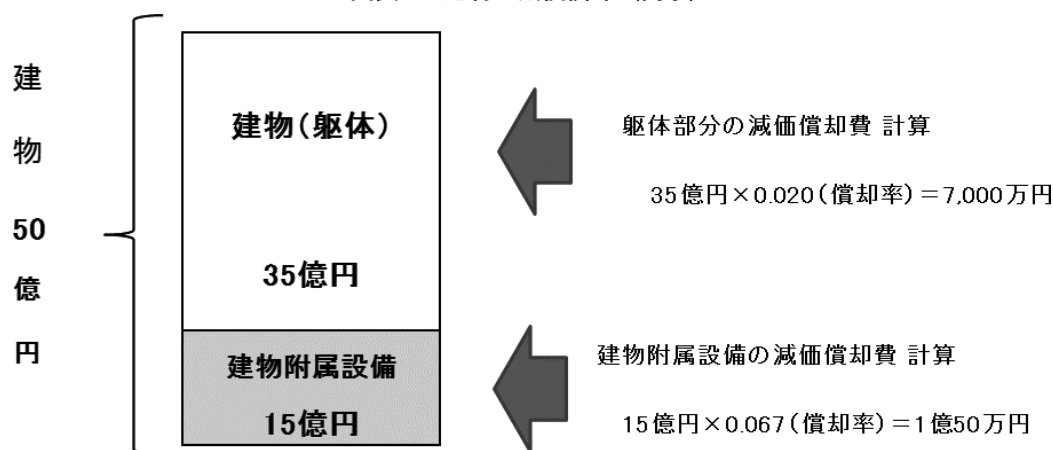 建物50億円
建物（躯体）
35億円
建物附属設備
15億円
躯体部分の減価償却費 計算
35億円×0.020（償却率）＝7,000万円
建物附属設備の減価償却費 計算
15億円×0.067（償却率）＝1億50万円